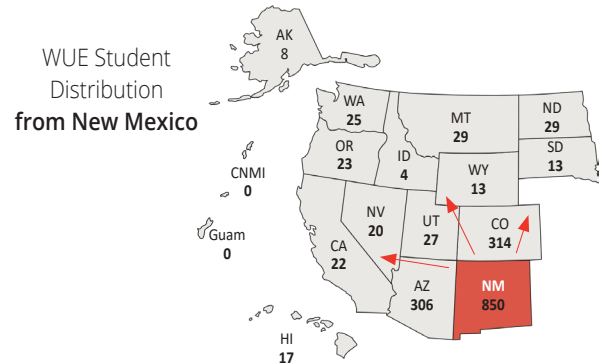 WUE Student
Distribution
from New Mexico
AK
8
WA
25
MT
29
ND
29
OR
23
ID
4
SD
13
WY
13
CNMI
0
NV
20
UT
27
CO
314
Guam
0
CA
22
AZ
306
NM
850
HI
17